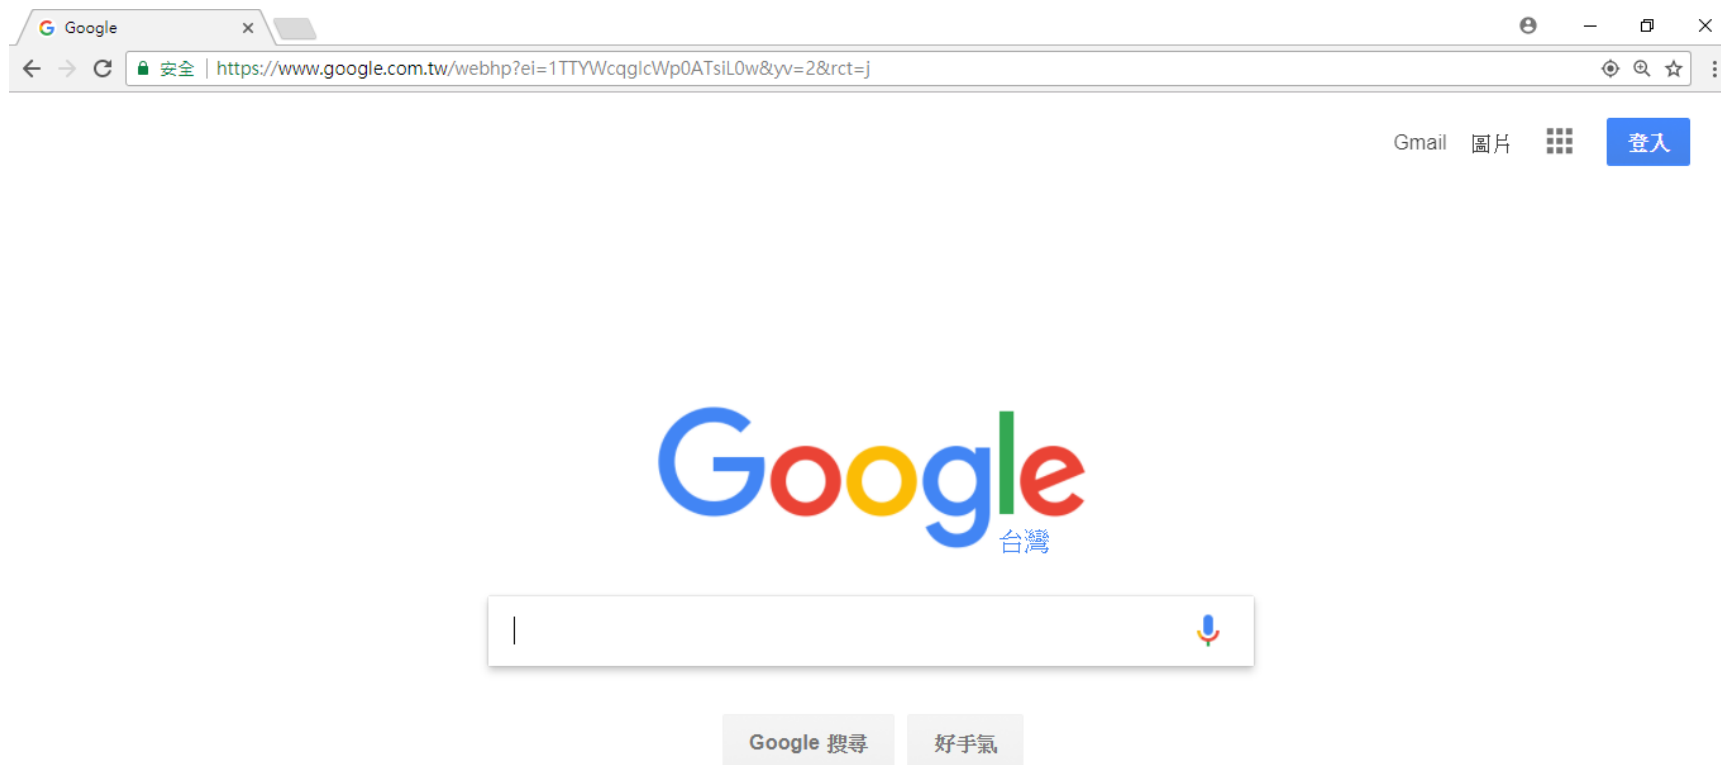 Google
安全 https://www.google.com.tw/webhp?ei=1TTYWcqglcWp0ATsiL0w&yv=2&rct=j
Gmail 圖片 登入
Google
台灣
Google 搜尋 好手氣